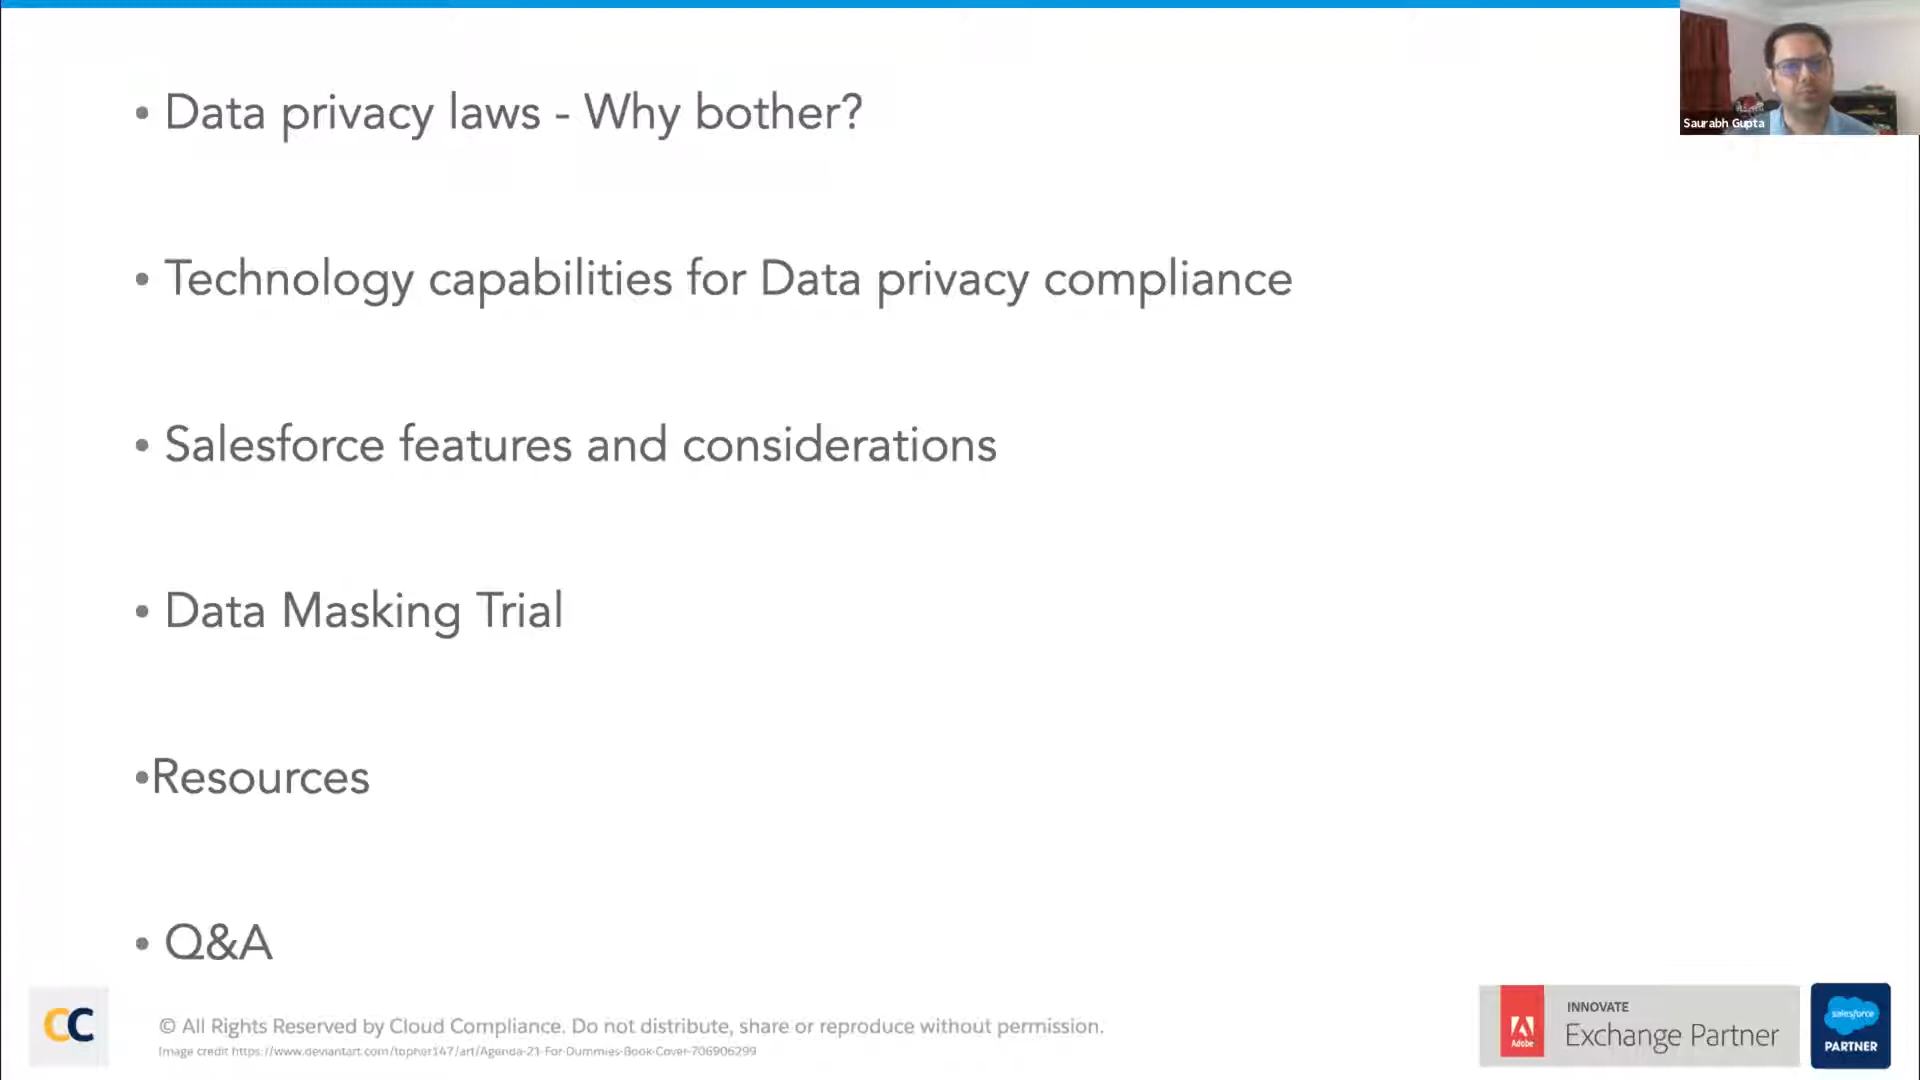 • Data privacy laws - Why bother?
Saurabh Gupta
• Technology capabilities for Data privacy compliance
• Salesforce features and considerations
• Data Masking Trial
•Resources
• Q&A
CC
© All Rights Reserved by Cloud Compliance. Do not distribute, share or reproduce without permission.
Image credit https://www.deviantart.com/topher147/art/Agenda-21-For-Dummies-Book-Cover-706906299
Adobe
INNOVATE
Exchange Partner
salesforce
PARTNER